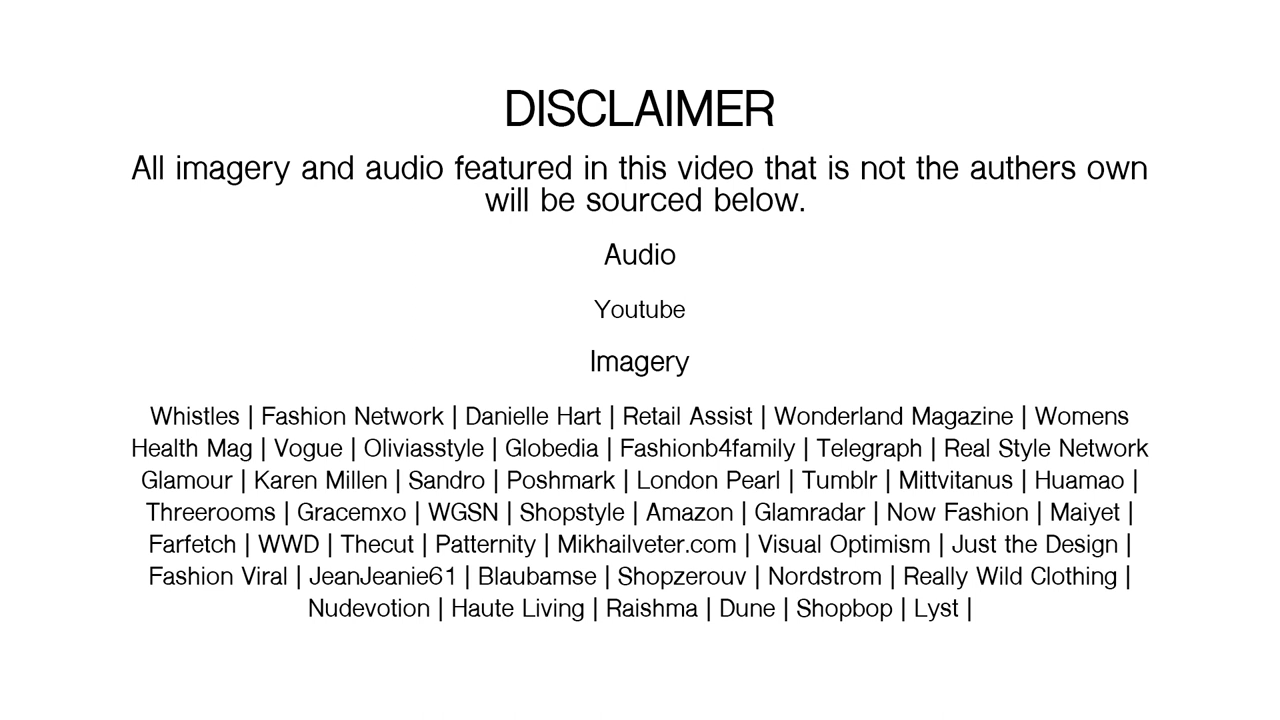 DISCLAIMER
All imagery and audio featured in this video that is not the authers own
will be sourced below.
Audio
Youtube
Imagery
Whistles | Fashion Network | Danielle Hart | Retail Assist | Wonderland Magazine | Womens
Health Mag | Vogue | Oliviasstyle | Globedia | Fashionb4family | Telegraph | Real Style Network
Glamour | Karen Millen | Sandro | Poshmark | London Pearl | Tumblr | Mittvitanus | Huamao |
Threerooms | Gracemxo | WGSN | Shopstyle | Amazon | Glamradar | Now Fashion | Maiyet |
Farfetch | WWD | Thecut | Patternity | Mikhailveter.com | Visual Optimism | Just the Design |
Fashion Viral | JeanJeanie61 | Blaubamse | Shopzerouv | Nordstrom | Really Wild Clothing |
Nudevotion | Haute Living | Raishma | Dune | Shopbop | Lyst |